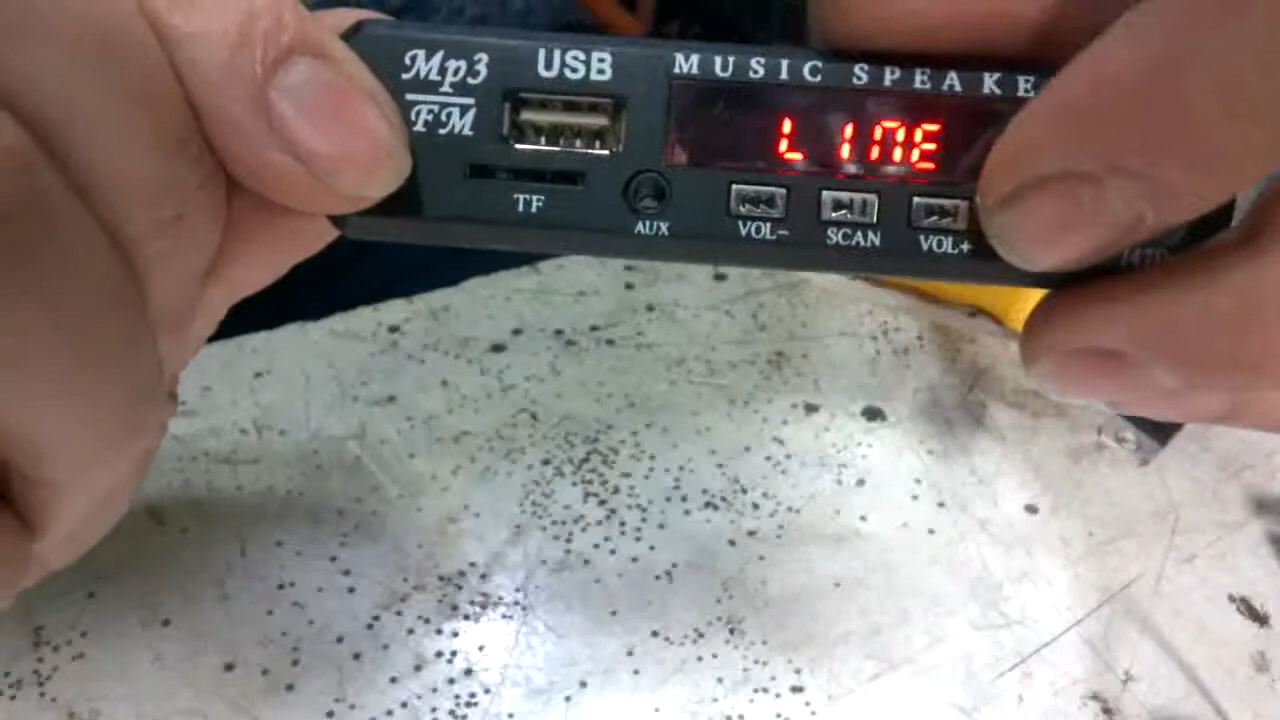 Mp3
FM
USB
MUSIC SPEAKE
LINE
TF
AUX
VOL-
SCAN
VOL+